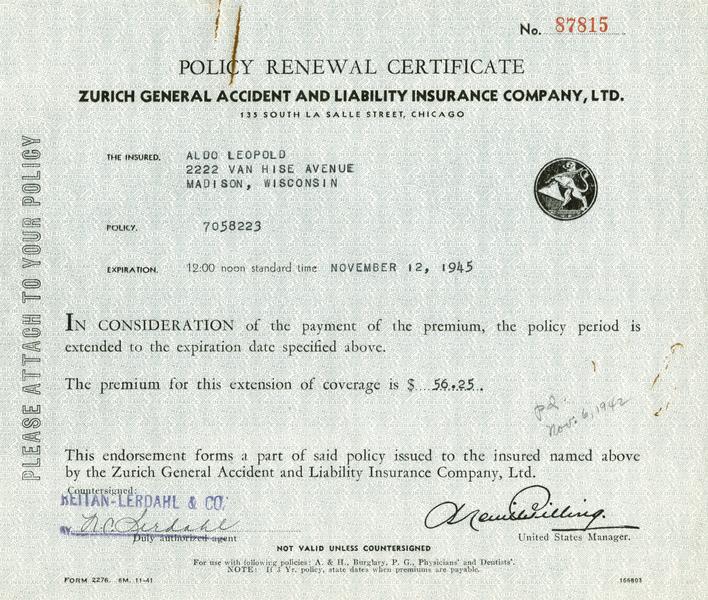 No. 87815
POLICY RENEWAL CERTIFICATE
ZURICH GENERAL ACCIDENT AND LIABILITY INSURANCE COMPANY, LTD.
135 SOUTH LA SALLE STREET, CHICAGO
PLEASE ATTACH TO YOUR POLICY
THE INSURED. ALDO LEOPOLD
2222 VAN HISE AVENUE
MADISON, WISCONSIN
POLICY. 7058223
EXPIRATION. 12:00 noon standard time NOVEMBER 12, 1945
IN CONSIDERATION of the payment of the premium, the policy period is
extended to the expiration date specified above.
The premium for this extension of coverage is $ 56.25.
pd.
Nov. 6, 1942
This endorsement forms a part of said policy issued to the insured named above
by the Zurich General Accident and Liability Insurance Company, Ltd.
Countersigned:
KEITAN-LERDAHL & CO.
BY N.C. Lerdahl
Duly authorized agent
United States Manager.
NOT VALID UNLESS COUNTERSIGNED
For use with following policies: A. & H., Burglary, P. G., Physicians' and Dentists'.
NOTE: If 3 Yr. policy, state dates when premiums are payable.
FORM 2276. 6M. 11-41
166803